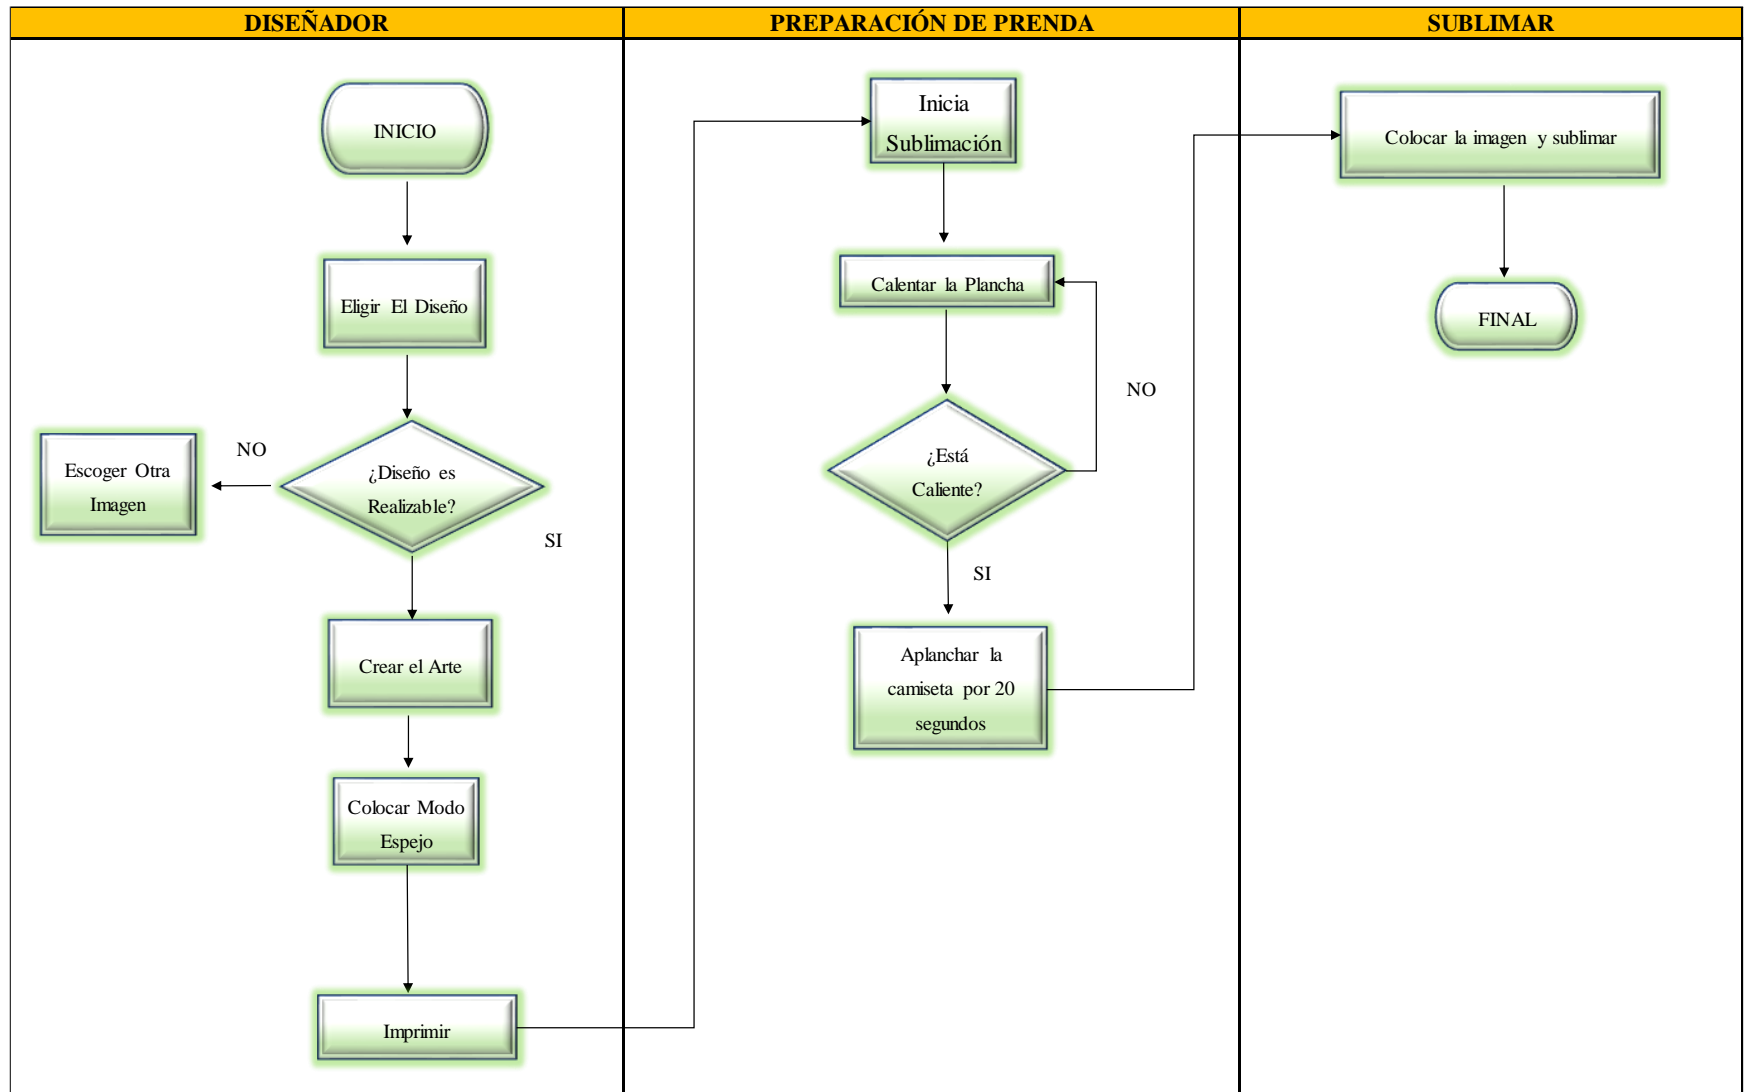 DISEÑADOR
PREPARACIÓN DE PRENDA
SUBLIMAR
INICIO
Eligir El Diseño
¿Diseño es
Realizable?
NO
Escoger Otra
Imagen
SI
Crear el Arte
Colocar Modo
Espejo
Imprimir
Inicia
Sublimación
Calentar la Plancha
¿Está
Caliente?
NO
SI
Aplanchar la
camiseta por 20
segundos
Colocar la imagen y sublimar
FINAL